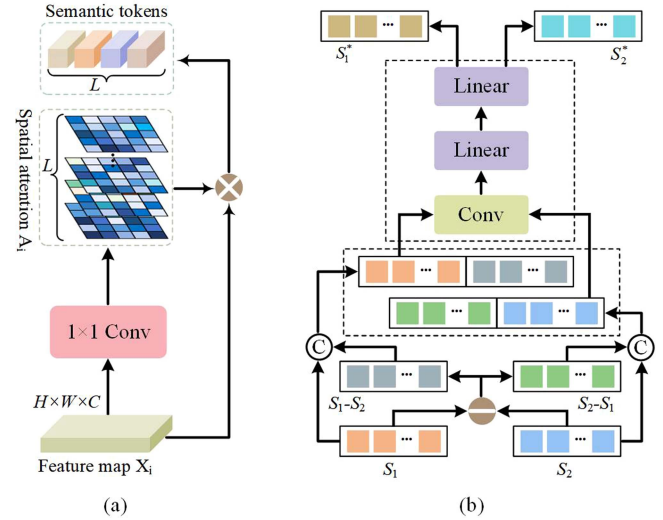 Semantic tokens
L
Spatial attention A_i
L
1×1 Conv
H×W×C
Feature map X_i
(a)
S_1^*
S_2^*
Linear
Linear
Conv
C
C
S_1-S_2
S_2-S_1
S_1
S_2
(b)